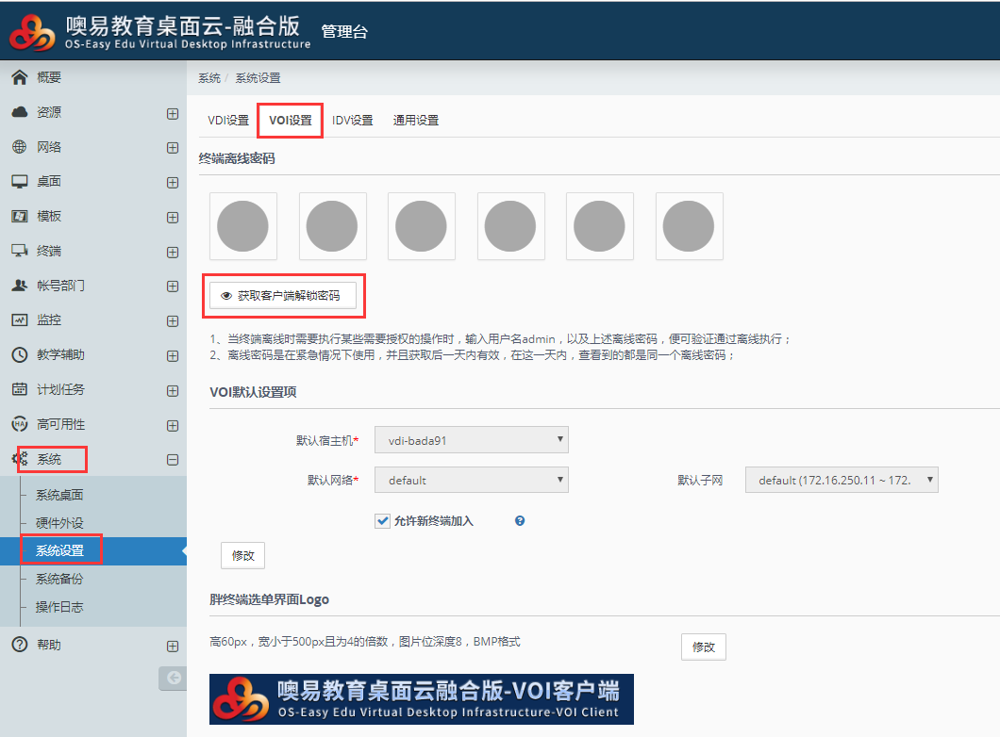 噢易教育桌面云-融合版 管理台
OS-Easy Edu Virtual Desktop Infrastructure
概要
资源
网络
桌面
模板
终端
帐号部门
监控
教学辅助
计划任务
HA 高可用性
系统
系统桌面
硬件外设
系统设置
系统备份
操作日志
帮助
系统 / 系统设置
VDI设置 VOI设置 IDV设置 通用设置
终端离线密码
获取客户端解锁密码
1、当终端离线时需要执行某些需要授权的操作时，输入用户名admin，以及上述离线密码，便可验证通过离线执行；
2、离线密码是在紧急情况下使用，并且获取后一天内有效，在这一天内，查看到的都是同一个离线密码；
VOI默认设置项
默认宿主机* vdi-bada91
默认网络* default 默认子网 default (172.16.250.11 ~ 172.
允许新终端加入
修改
胖终端选单界面Logo
高60px，宽小于500px且为4的倍数，图片位深度8，BMP格式 修改
噢易教育桌面云融合版-VOI客户端
OS-Easy Edu Virtual Desktop Infrastructure-VOI Client